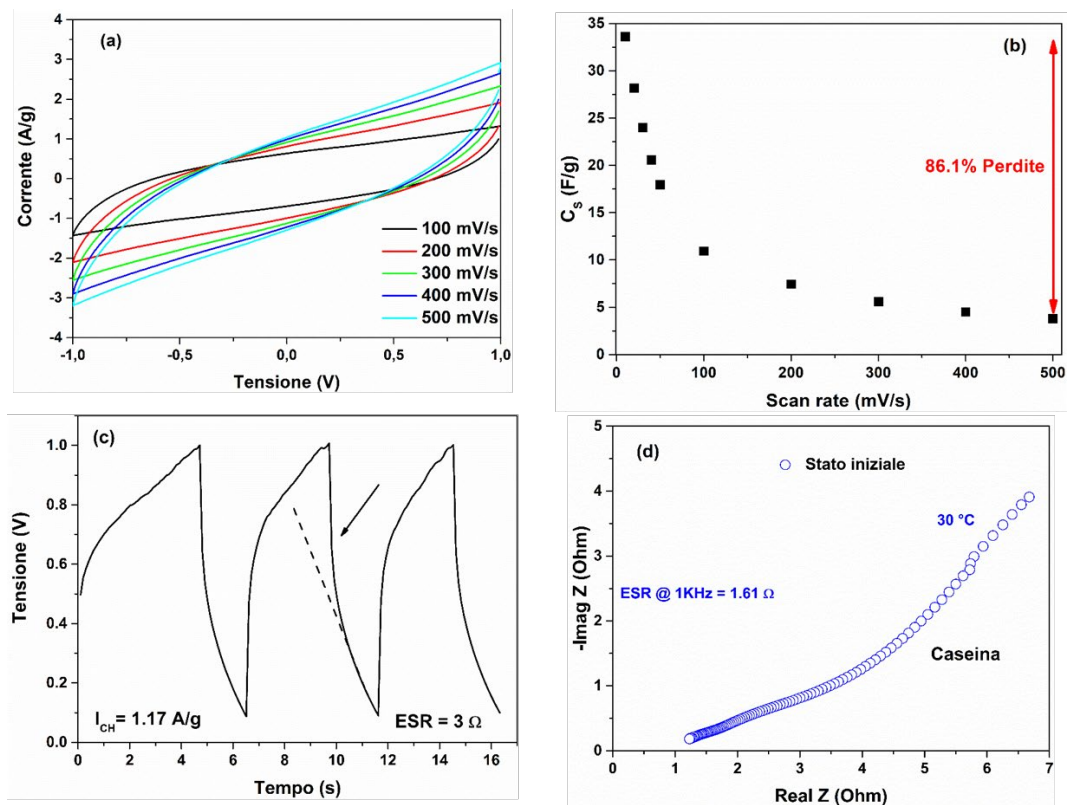 (a)
4
3
2
1
0
-1
-2
-3
-4
Corrente (A/g)
100 mV/s
200 mV/s
300 mV/s
400 mV/s
500 mV/s
-1,0
-0,5
0,0
0,5
1,0
Tensione (V)
(b)
35
30
25
20
15
10
5
0
Cs (F/g)
86.1% Perdite
0
100
200
300
400
500
Scan rate (mV/s)
(c)
1.0
0.8
0.6
0.4
0.2
0.0
Tensione (V)
ICH= 1.17 A/g
ESR = 3 Ω
0
2
4
6
8
10
12
14
16
Tempo (s)
(d)
5
4
3
2
1
0
-Imag Z (Ohm)
Stato iniziale
30 °C
ESR @ 1KHz = 1.61 Ω
Caseina
0
1
2
3
4
5
6
7
Real Z (Ohm)